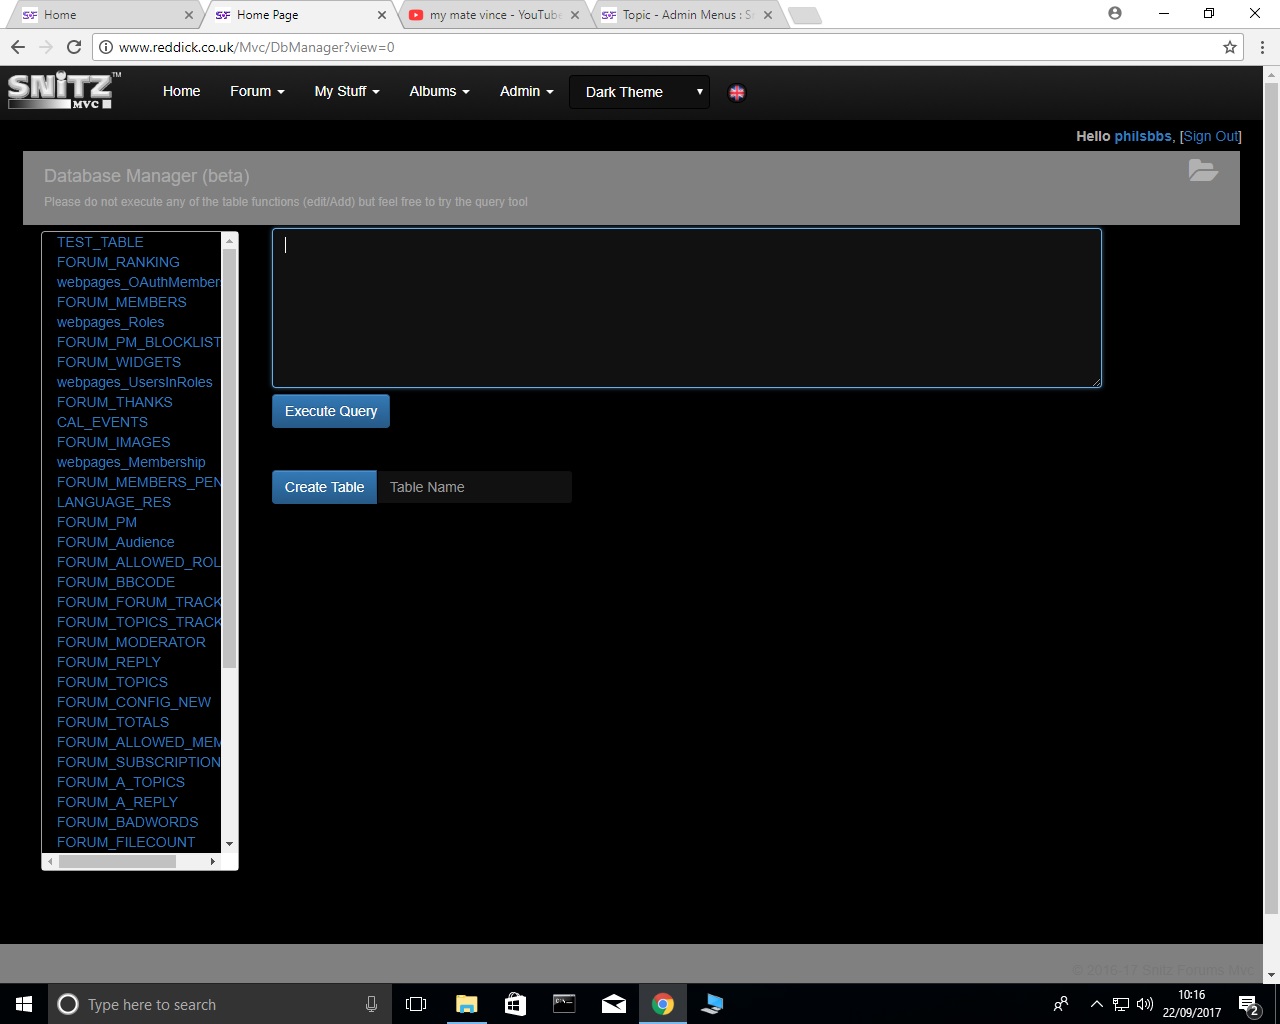 Home
Home Page
my mate vince - YouTube
Topic - Admin Menus : S
www.reddick.co.uk/Mvc/DbManager?view=0
SNiTZ™
MVC
Home Forum My Stuff Albums Admin Dark Theme
Hello philsbbs, [Sign Out]
Database Manager (beta)
Please do not execute any of the table functions (edit/Add) but feel free to try the query tool
TEST_TABLE
FORUM_RANKING
webpages_OAuthMember
FORUM_MEMBERS
webpages_Roles
FORUM_PM_BLOCKLIST
FORUM_WIDGETS
webpages_UsersInRoles
FORUM_THANKS
CAL_EVENTS
FORUM_IMAGES
webpages_Membership
FORUM_MEMBERS_PEN
LANGUAGE_RES
FORUM_PM
FORUM_Audience
FORUM_ALLOWED_ROL
FORUM_BBCODE
FORUM_FORUM_TRACK
FORUM_TOPICS_TRACK
FORUM_MODERATOR
FORUM_REPLY
FORUM_TOPICS
FORUM_CONFIG_NEW
FORUM_TOTALS
FORUM_ALLOWED_MEM
FORUM_SUBSCRIPTION
FORUM_A_TOPICS
FORUM_A_REPLY
FORUM_BADWORDS
FORUM_FILECOUNT
Execute Query
Create Table Table Name
© 2016-17 Snitz Forums Mvc
Type here to search
10:16
22/09/2017
2